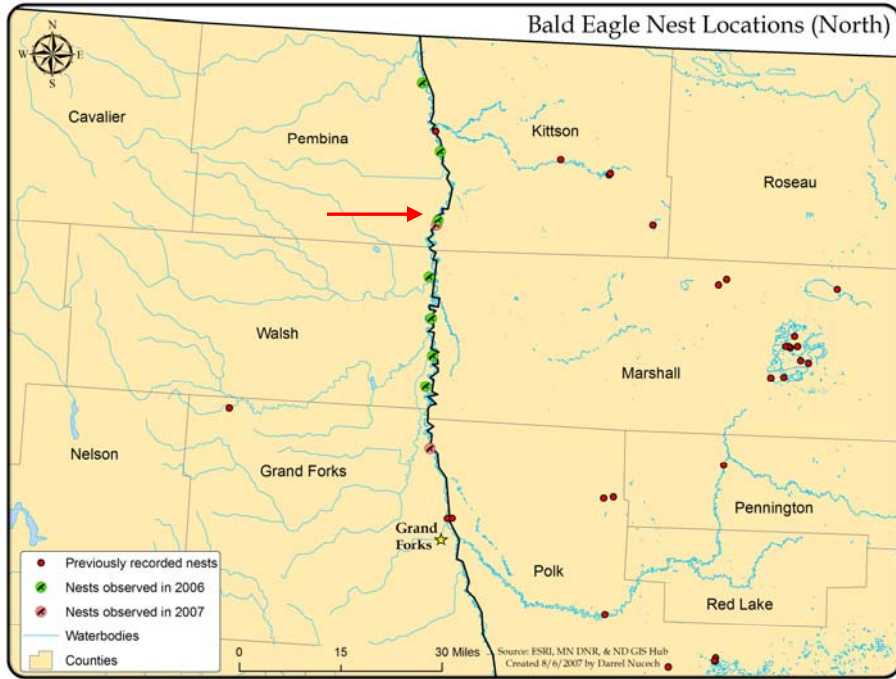 Bald Eagle Nest Locations (North)
N
W E
S
Cavalier
Pembina
Kittson
Roseau
Walsh
Marshall
Nelson
Grand Forks
Pennington
Grand
Forks
Polk
Red Lake
Previously recorded nests
Nests observed in 2006
Nests observed in 2007
Waterbodies
Counties
0 15 30 Miles
Source: ESRI, MN DNR, & ND GIS Hub
Created 8/6/2007 by Darrel Nucech